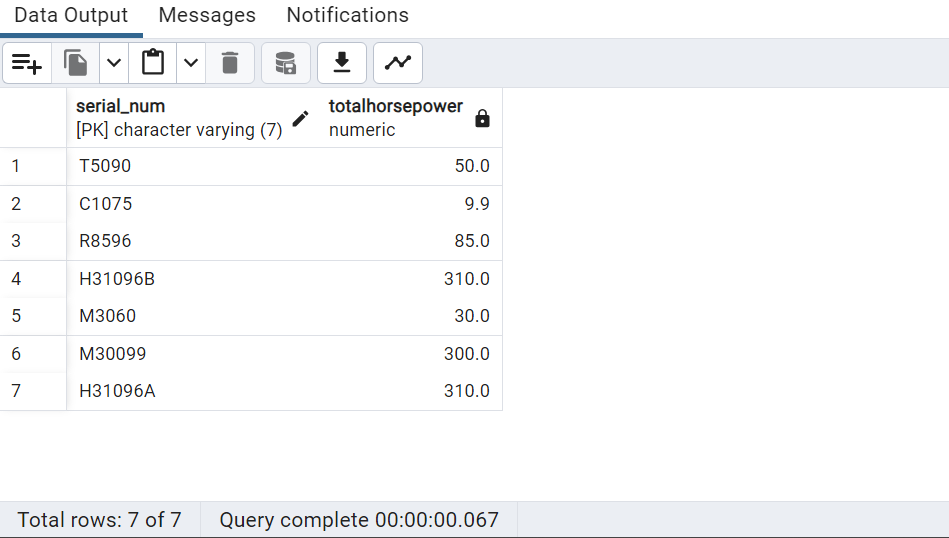 Data Output Messages Notifications
serial_num totalhorsepower
[PK] character varying (7) numeric
1 T5090 50.0
2 C1075 9.9
3 R8596 85.0
4 H31096B 310.0
5 M3060 30.0
6 M30099 300.0
7 H31096A 310.0
Total rows: 7 of 7 Query complete 00:00:00.067